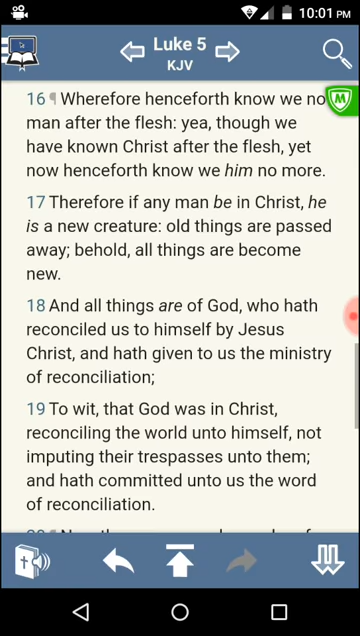 10:01 PM
Luke 5
KJV
16 ¶ Wherefore henceforth know we no
man after the flesh: yea, though we
have known Christ after the flesh, yet
now henceforth know we him no more.
17 Therefore if any man be in Christ, he
is a new creature: old things are passed
away; behold, all things are become
new.
18 And all things are of God, who hath
reconciled us to himself by Jesus
Christ, and hath given to us the ministry
of reconciliation;
19 To wit, that God was in Christ,
reconciling the world unto himself, not
imputing their trespasses unto them;
and hath committed unto us the word
of reconciliation.